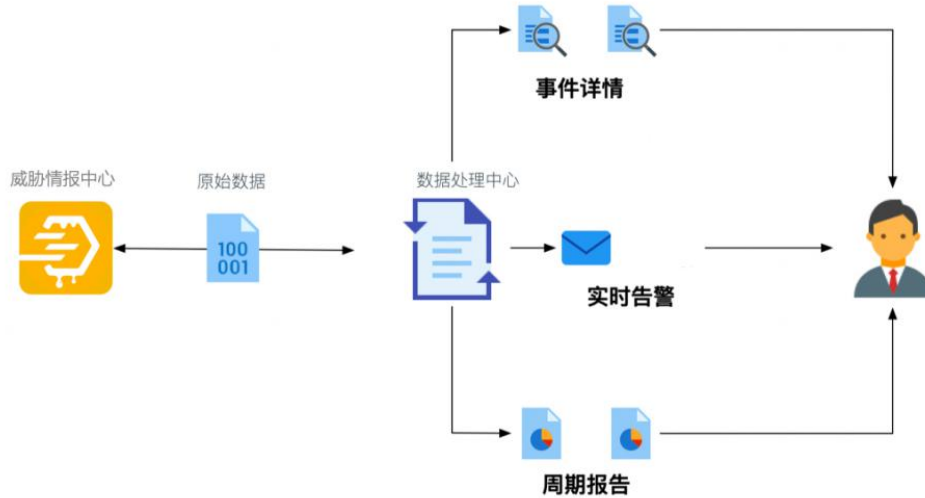 事件详情
威胁情报中心
原始数据
数据处理中心
100
001
实时告警
周期报告